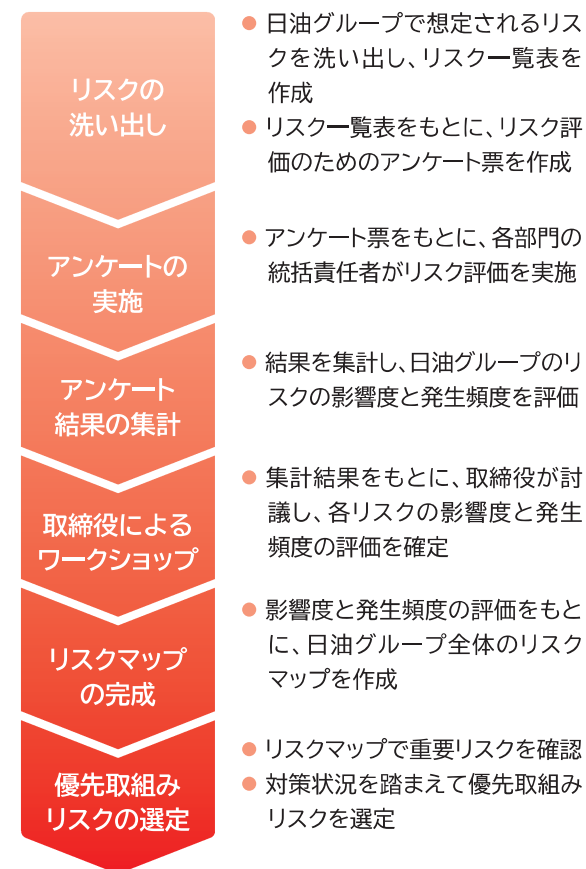 リスクの
洗い出し
● 日油グループで想定されるリス
クを洗い出し、リスク一覧表を
作成
● リスク一覧表をもとに、リスク評
価のためのアンケート票を作成
アンケートの
実施
● アンケート票をもとに、各部門の
統括責任者がリスク評価を実施
アンケート
結果の集計
● 結果を集計し、日油グループのリ
スクの影響度と発生頻度を評価
取締役による
ワークショップ
● 集計結果をもとに、取締役が討
議し、各リスクの影響度と発生
頻度の評価を確定
リスクマップ
の完成
● 影響度と発生頻度の評価をもと
に、日油グループ全体のリスク
マップを作成
優先取組み
リスクの選定
● リスクマップで重要リスクを確認
● 対策状況を踏まえて優先取組み
リスクを選定